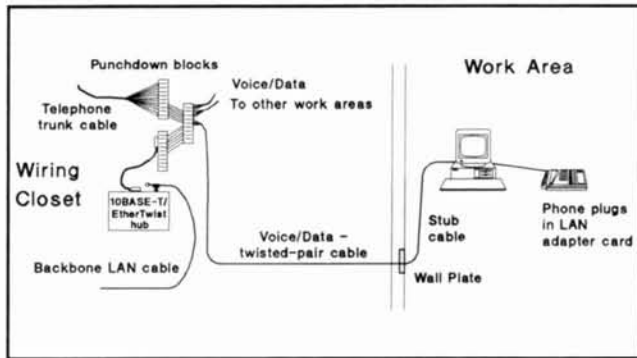 Punchdown blocks
Voice/Data
To other work areas
Telephone
trunk cable
Work Area
Wiring
Closet
10BASE-T/
EtherTwist
hub
Backbone LAN cable
Voice/Data -
twisted-pair cable
Stub
cable
Wall Plate
Phone plugs
in LAN
adapter card